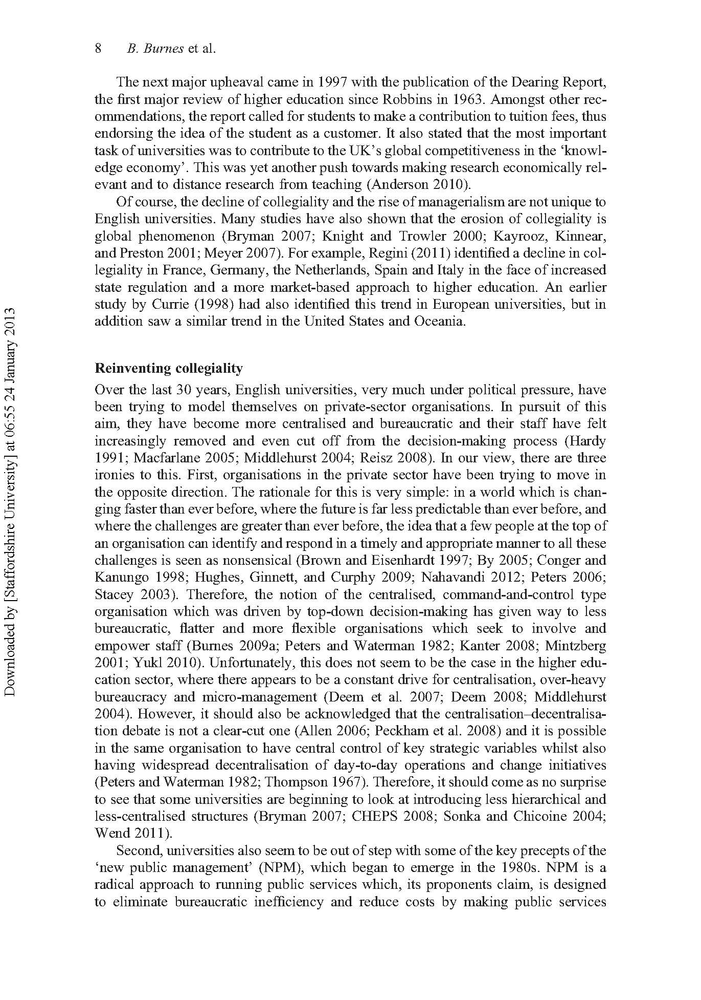 8 B. Burnes et al.
The next major upheaval came in 1997 with the publication of the Dearing Report,
the first major review of higher education since Robbins in 1963. Amongst other rec-
ommendations, the report called for students to make a contribution to tuition fees, thus
endorsing the idea of the student as a customer. It also stated that the most important
task of universities was to contribute to the UK’s global competitiveness in the ‘knowl-
edge economy’. This was yet another push towards making research economically rel-
evant and to distance research from teaching (Anderson 2010).
Of course, the decline of collegiality and the rise of managerialism are not unique to
English universities. Many studies have also shown that the erosion of collegiality is
global phenomenon (Bryman 2007; Knight and Trowler 2000; Kayrooz, Kinnear,
and Preston 2001; Meyer 2007). For example, Regini (2011) identified a decline in col-
legiality in France, Germany, the Netherlands, Spain and Italy in the face of increased
state regulation and a more market-based approach to higher education. An earlier
study by Currie (1998) had also identified this trend in European universities, but in
addition saw a similar trend in the United States and Oceania.
Reinventing collegiality
Over the last 30 years, English universities, very much under political pressure, have
been trying to model themselves on private-sector organisations. In pursuit of this
aim, they have become more centralised and bureaucratic and their staff have felt
increasingly removed and even cut off from the decision-making process (Hardy
1991; Macfarlane 2005; Middlehurst 2004; Reisz 2008). In our view, there are three
ironies to this. First, organisations in the private sector have been trying to move in
the opposite direction. The rationale for this is very simple: in a world which is chan-
ging faster than ever before, where the future is far less predictable than ever before, and
where the challenges are greater than ever before, the idea that a few people at the top of
an organisation can identify and respond in a timely and appropriate manner to all these
challenges is seen as nonsensical (Brown and Eisenhardt 1997; By 2005; Conger and
Kanungo 1998; Hughes, Ginnett, and Curphy 2009; Nahavandi 2012; Peters 2006;
Stacey 2003). Therefore, the notion of the centralised, command-and-control type
organisation which was driven by top-down decision-making has given way to less
bureaucratic, flatter and more flexible organisations which seek to involve and
empower staff (Burnes 2009a; Peters and Waterman 1982; Kanter 2008; Mintzberg
2001; Yukl 2010). Unfortunately, this does not seem to be the case in the higher edu-
cation sector, where there appears to be a constant drive for centralisation, over-heavy
bureaucracy and micro-management (Deem et al. 2007; Deem 2008; Middlehurst
2004). However, it should also be acknowledged that the centralisation–decentralisa-
tion debate is not a clear-cut one (Allen 2006; Peckham et al. 2008) and it is possible
in the same organisation to have central control of key strategic variables whilst also
having widespread decentralisation of day-to-day operations and change initiatives
(Peters and Waterman 1982; Thompson 1967). Therefore, it should come as no surprise
to see that some universities are beginning to look at introducing less hierarchical and
less-centralised structures (Bryman 2007; CHEPS 2008; Sonka and Chicoine 2004;
Wend 2011).
Second, universities also seem to be out of step with some of the key precepts of the
‘new public management’ (NPM), which began to emerge in the 1980s. NPM is a
radical approach to running public services which, its proponents claim, is designed
to eliminate bureaucratic inefficiency and reduce costs by making public services
Downloaded by [Staffordshire University] at 06:55 24 January 2013